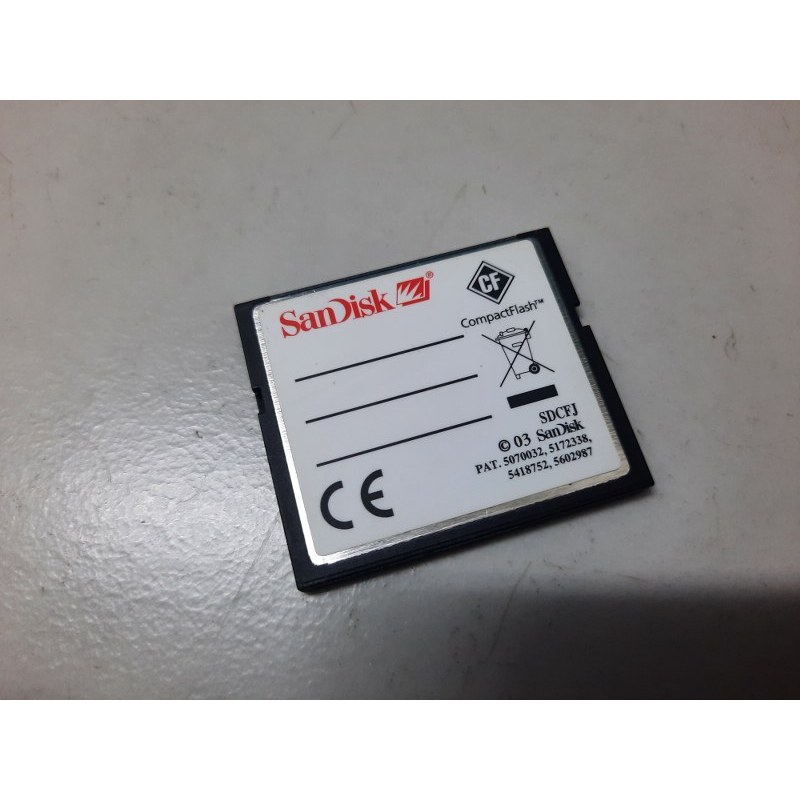 SanDisk ®
CF
CompactFlash™
SDCFJ
© 03 SanDisk
PAT. 5070032, 5172338,
5418752, 5602987
CE